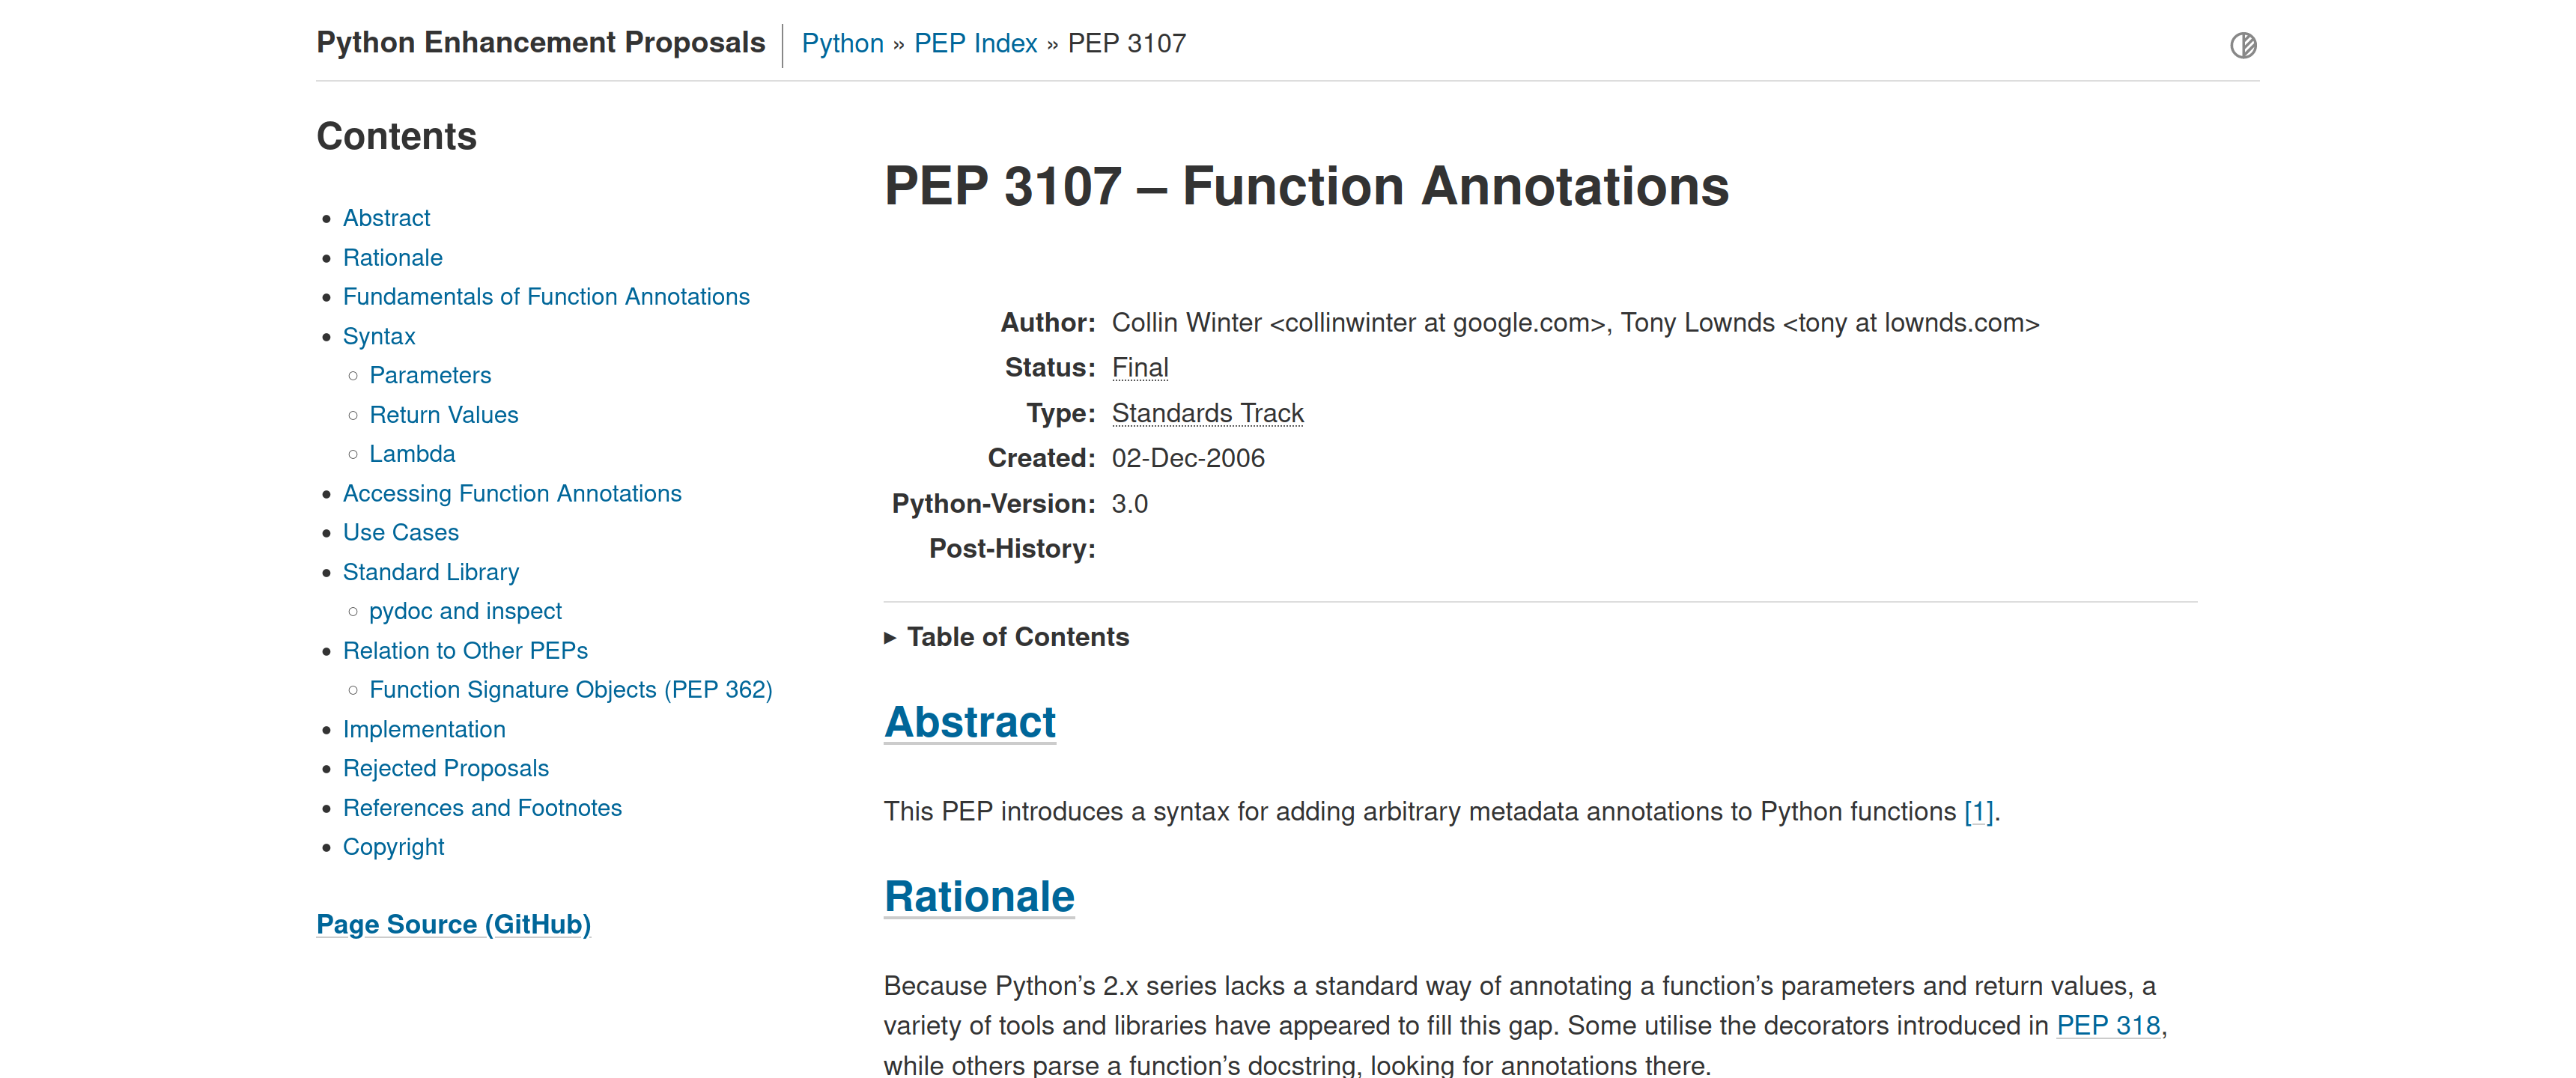 Python Enhancement Proposals
Python » PEP Index » PEP 3107
Contents
Abstract
Rationale
Fundamentals of Function Annotations
Syntax
Parameters
Return Values
Lambda
Accessing Function Annotations
Use Cases
Standard Library
pydoc and inspect
Relation to Other PEPs
Function Signature Objects (PEP 362)
Implementation
Rejected Proposals
References and Footnotes
Copyright
Page Source (GitHub)
PEP 3107 – Function Annotations
Author: Collin Winter <collinwinter at google.com>, Tony Lownds <tony at lownds.com>
Status: Final
Type: Standards Track
Created: 02-Dec-2006
Python-Version: 3.0
Post-History:
Table of Contents
Abstract
This PEP introduces a syntax for adding arbitrary metadata annotations to Python functions [1].
Rationale
Because Python’s 2.x series lacks a standard way of annotating a function’s parameters and return values, a
variety of tools and libraries have appeared to fill this gap. Some utilise the decorators introduced in PEP 318,
while others parse a function’s docstring, looking for annotations there.